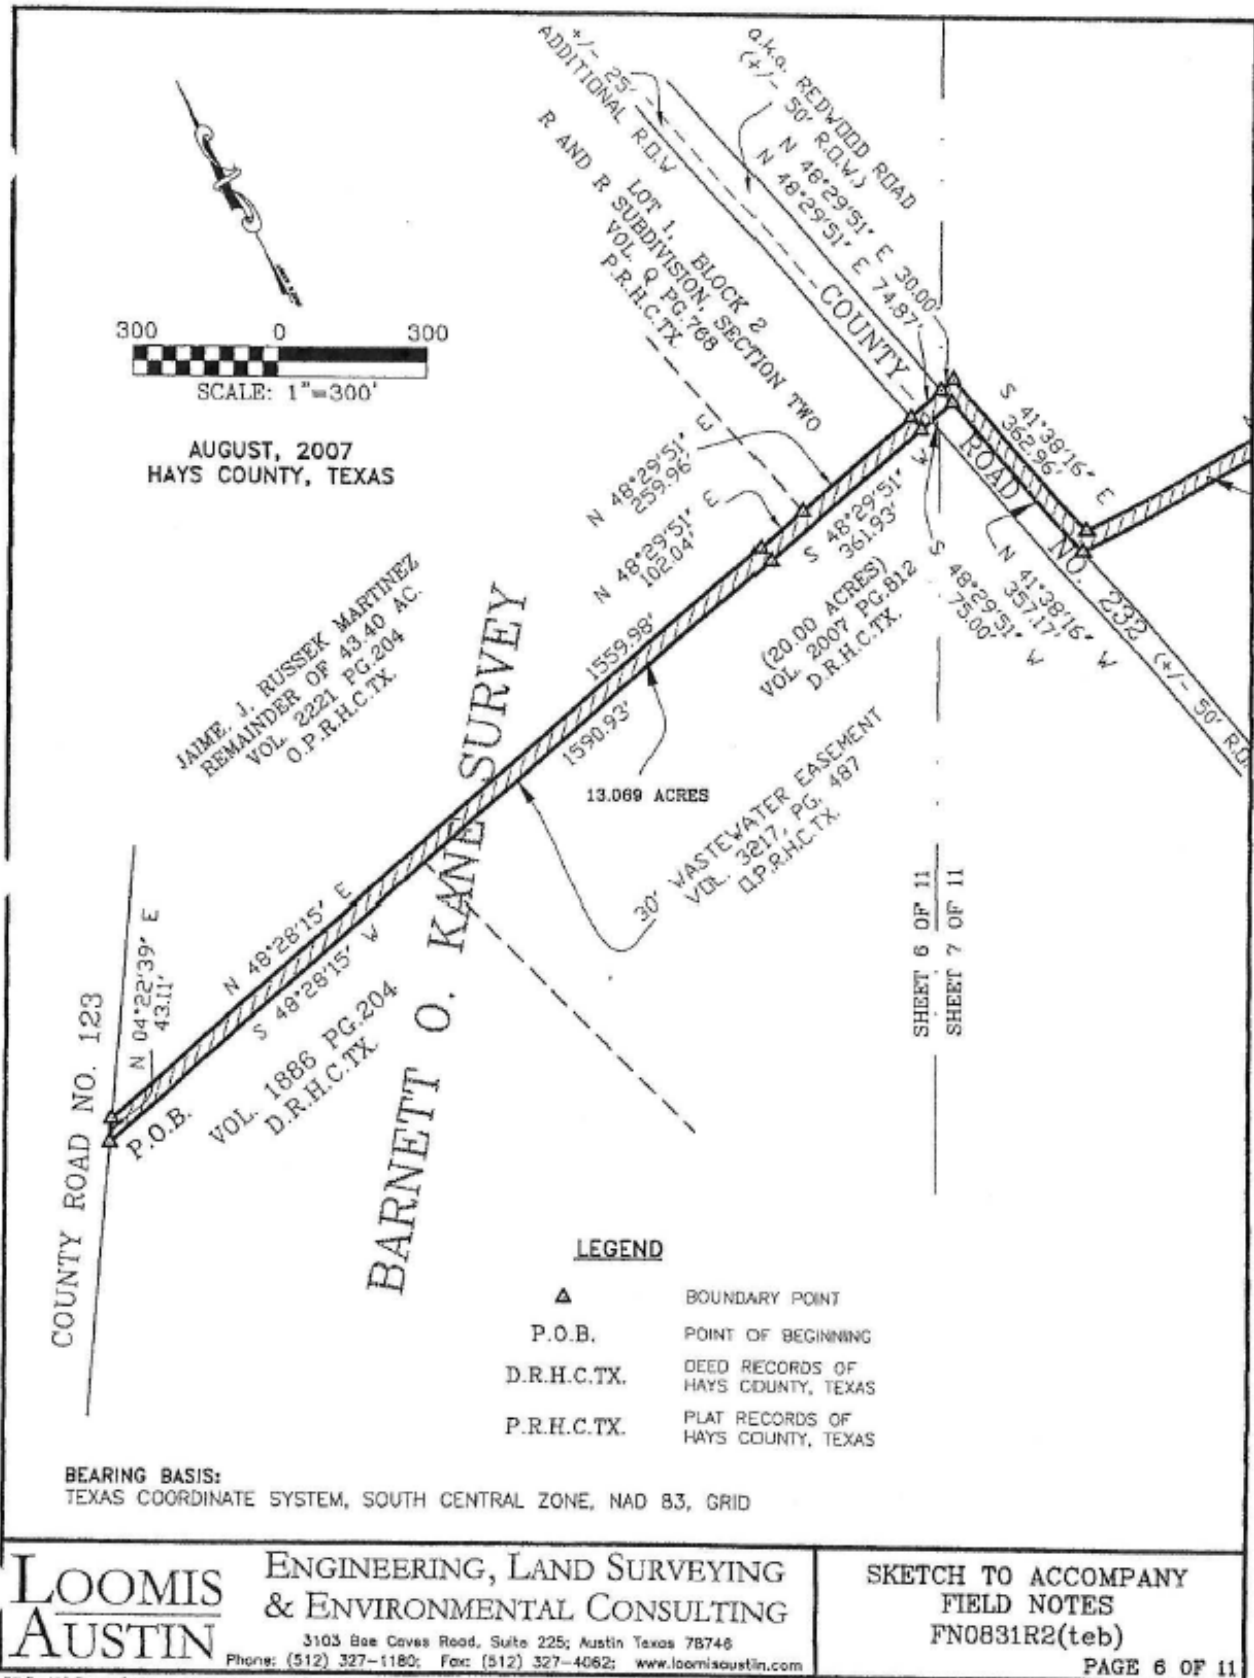 +/- 25'
ADDITIONAL R.O.W
a.k.a. REDWOOD ROAD
(+/- 50' R.O.W.)
N 48°29'51" E 30.00'
N 48°29'51" E 74.87'
LOT 1, BLOCK 2
R AND R SUBDIVISION, SECTION TWO
VOL. Q PG.768
P.R.H.C.TX.
300 0 300
SCALE: 1"=300'
AUGUST, 2007
HAYS COUNTY, TEXAS
COUNTY ROAD NO. 232 (+/- 50' R.O.
S 41°38'16" E
362.96'
N 48°29'51" E
259.96'
N 48°29'51" E
102.04'
S 48°29'51" W
361.93'
(20.00 ACRES)
VOL. 2007 PG.812
D.R.H.C.TX.
N 41°38'16" W
357.17'
S 48°29'51" W
75.00'
JAIME, J. RUSSEK MARTINEZ
REMAINDER OF 43.40 AC.
VOL. 2221 PG.204
O.P.R.H.C.TX.
1559.98'
1590.93'
13.069 ACRES
30' WASTEWATER EASEMENT
VOL. 3217, PG. 487
O.P.R.H.C.TX.
BARNETT O. KANE SURVEY
N 48°28'15" E
S 48°28'15" W
N 04°22'39" E
43.11'
COUNTY ROAD NO. 123
P.O.B.
VOL. 1886 PG.204
D.R.H.C.TX.
SHEET 6 OF 11
SHEET 7 OF 11
LEGEND
BOUNDARY POINT
P.O.B. POINT OF BEGINNING
D.R.H.C.TX. DEED RECORDS OF
HAYS COUNTY, TEXAS
P.R.H.C.TX. PLAT RECORDS OF
HAYS COUNTY, TEXAS
BEARING BASIS:
TEXAS COORDINATE SYSTEM, SOUTH CENTRAL ZONE, NAD 83, GRID
LOOMIS
AUSTIN
ENGINEERING, LAND SURVEYING
& ENVIRONMENTAL CONSULTING
3103 Bee Caves Road, Suite 225; Austin Texas 78746
Phone: (512) 327-1180; Fax: (512) 327-4062; www.loomisaustin.com
SKETCH TO ACCOMPANY
FIELD NOTES
FN0831R2(teb)
PAGE 6 OF 11